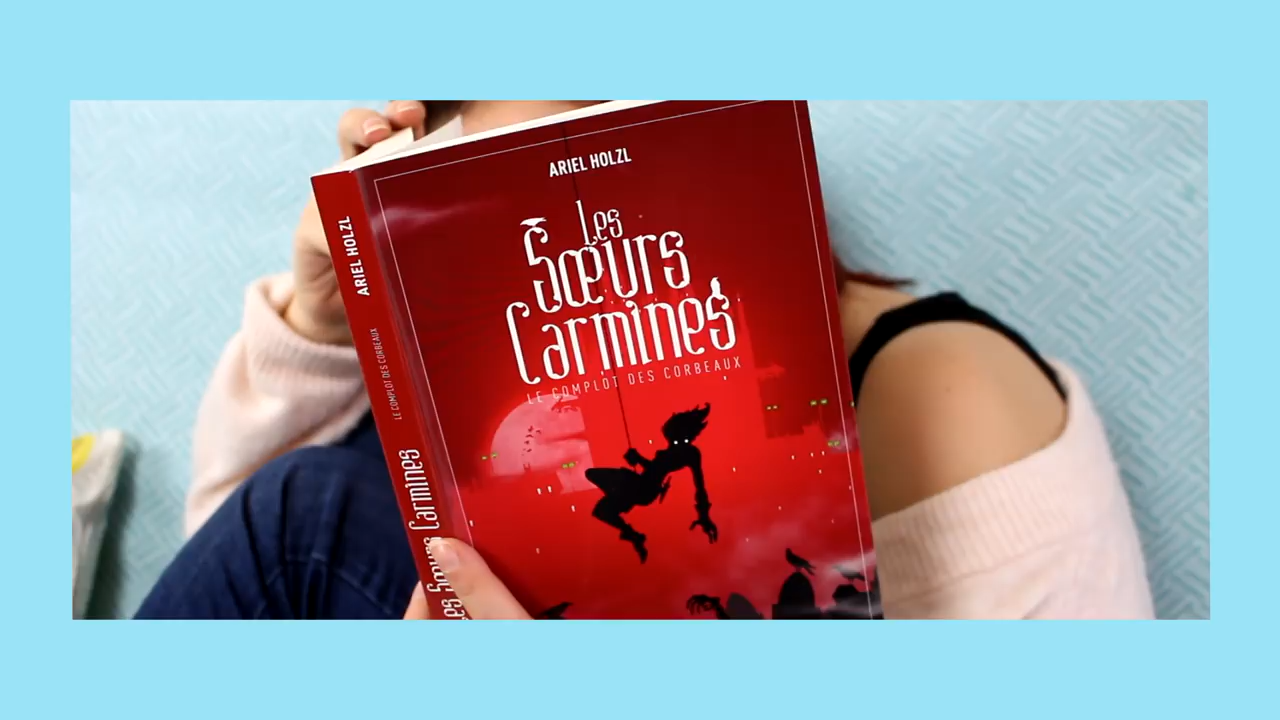 ARIEL HOLZL
Les
Sœurs
Carmines
LE COMPLOT DES CORBEAUX
ARIEL HOLZL
LE COMPLOT DES CORBEAUX
Les Sœurs Carmines